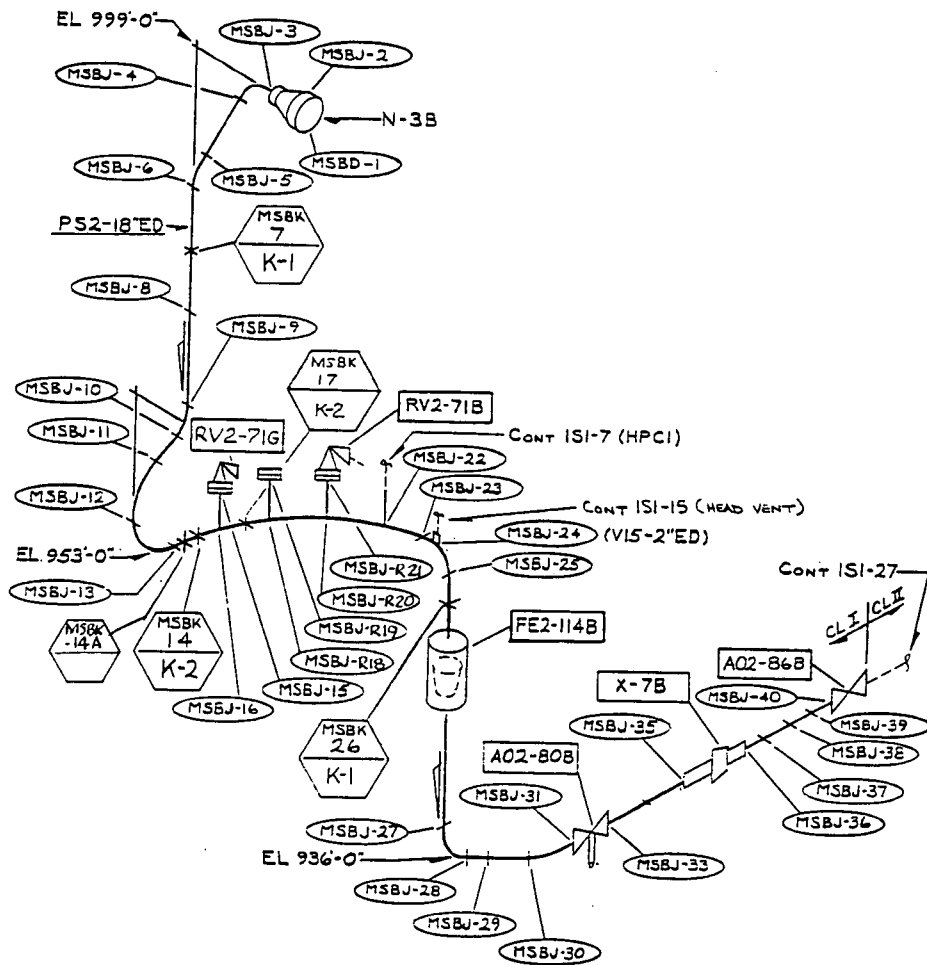 EL 999'-0"
MSBJ-3
MSBJ-2
MSBJ-4
N-3B
MSBD-1
MSBJ-6
MSBJ-5
PS2-18"ED
MSBK
7
K-1
MSBJ-8
MSBJ-9
MSBK
17
K-2
MSBJ-10
RV2-71G
RV2-71B
MSBJ-11
CONT ISI-7 (HPCI)
MSBJ-22
MSBJ-23
MSBJ-12
CONT ISI-15 (HEAD VENT)
MSBJ-24
(V15-2"ED)
EL 953'-0"
MSBJ-R21
MSBJ-25
CONT ISI-27
MSBJ-13
MSBJ-R20
MSBK
-14A
MSBK
14
K-2
MSBJ-R19
FE2-114B
CL I
CL II
MSBJ-R18
AO2-86B
MSBJ-15
X-7B
MSBJ-40
MSBJ-16
MSBJ-39
MSBK
26
K-1
MSBJ-35
MSBJ-38
AO2-80B
MSBJ-37
MSBJ-31
MSBJ-36
MSBJ-27
EL 936'-0"
MSBJ-33
MSBJ-28
MSBJ-29
MSBJ-30